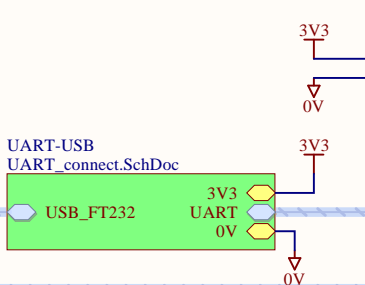 3V3
0V
UART-USB
UART_connect.SchDoc
3V3
3V3
USB_FT232
UART
0V
0V